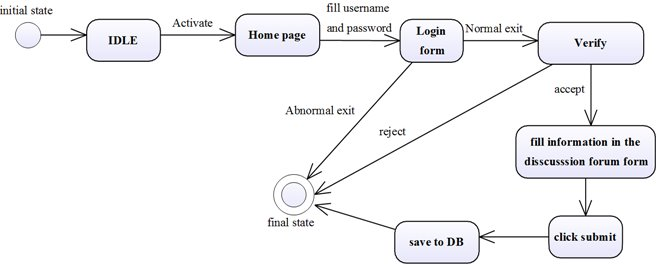 initial state
IDLE
Activate
Home page
fill username
and password
Login
form
Normal exit
Verify
Abnormal exit
reject
accept
fill information in the
disscusssion forum form
final state
save to DB
click submit